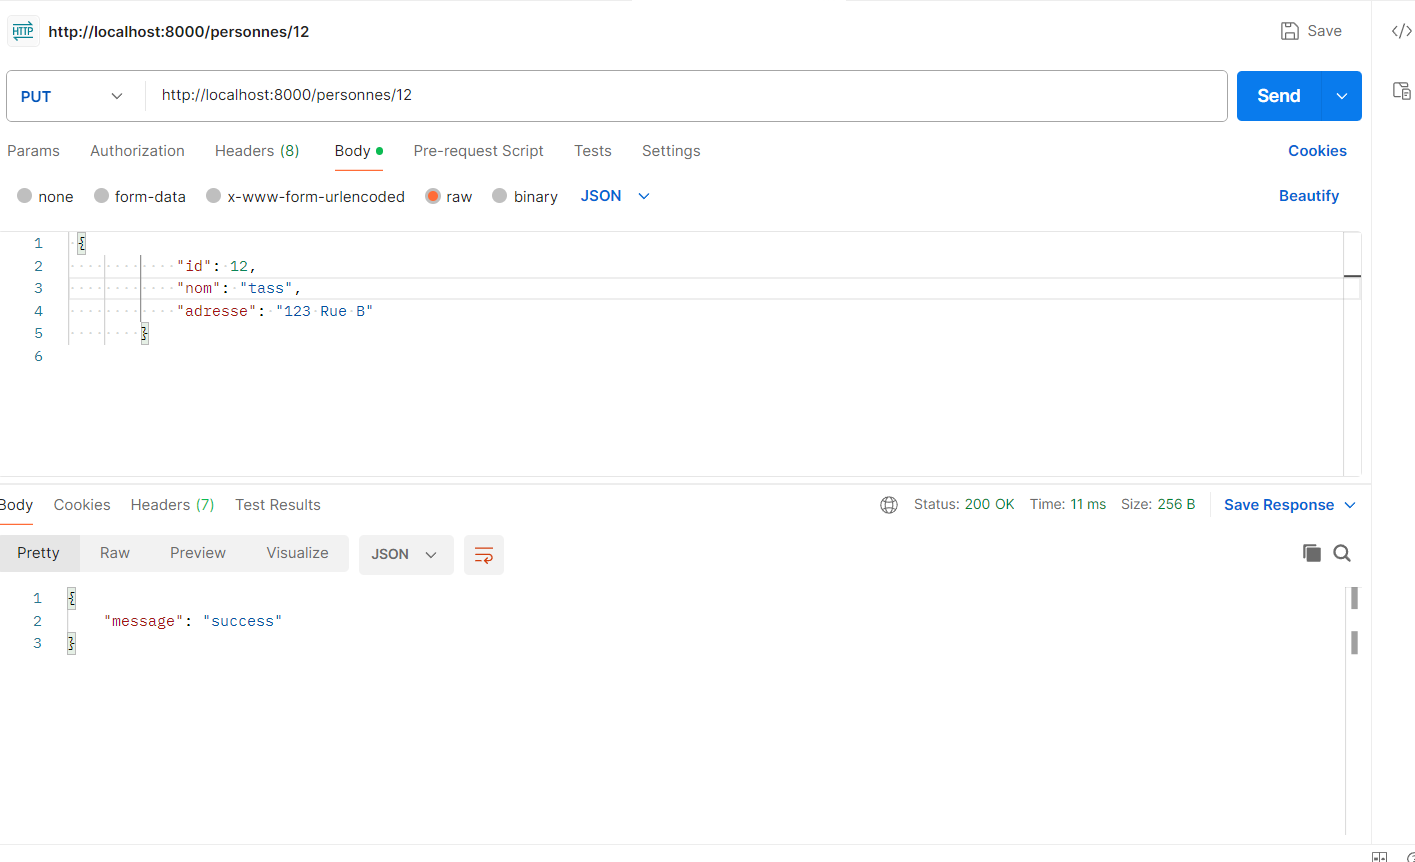 HTTP http://localhost:8000/personnes/12 Save
PUT http://localhost:8000/personnes/12 Send
Params Authorization Headers (8) Body Pre-request Script Tests Settings Cookies
none form-data x-www-form-urlencoded raw binary JSON Beautify
1 {
2 "id": 12,
3 "nom": "tass",
4 "adresse": "123 Rue B"
5 }
6
Body Cookies Headers (7) Test Results Status: 200 OK Time: 11 ms Size: 256 B Save Response
Pretty Raw Preview Visualize JSON
1 {
2 "message": "success"
3 }